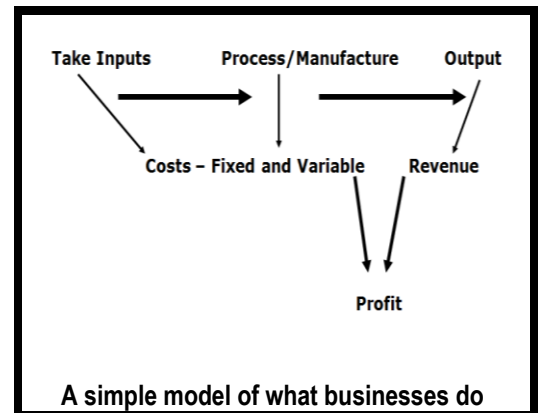 Take Inputs Process/Manufacture Output
Costs – Fixed and Variable Revenue
Profit
A simple model of what businesses do